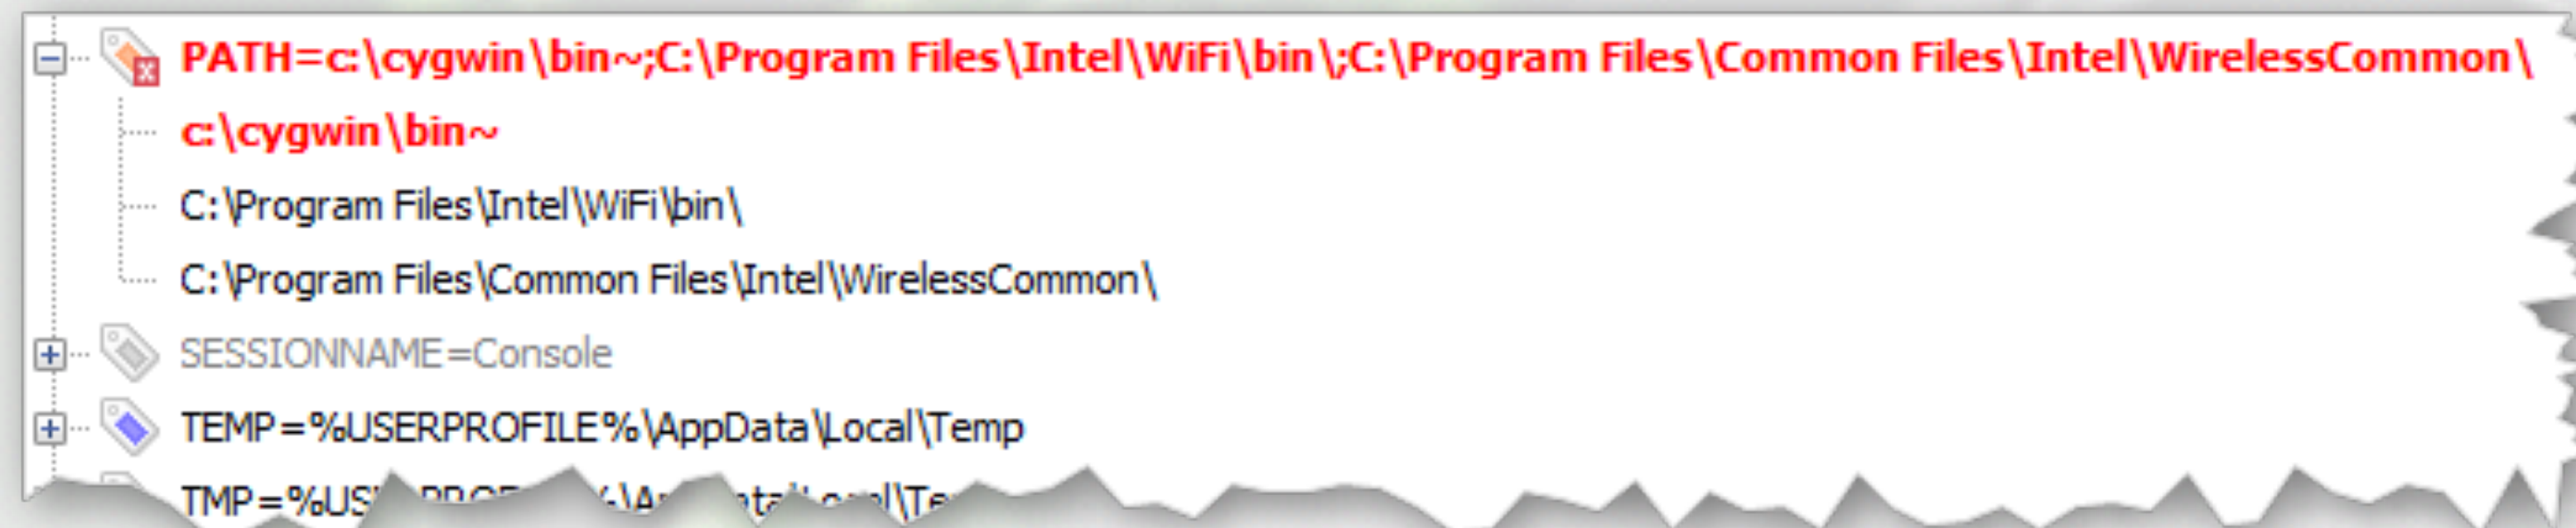 PATH=c:\cygwin\bin~;C:\Program Files\Intel\WiFi\bin\;C:\Program Files\Common Files\Intel\WirelessCommon\
c:\cygwin\bin~
C:\Program Files\Intel\WiFi\bin\
C:\Program Files\Common Files\Intel\WirelessCommon\
SESSIONNAME=Console
TEMP=%USERPROFILE%\AppData\Local\Temp